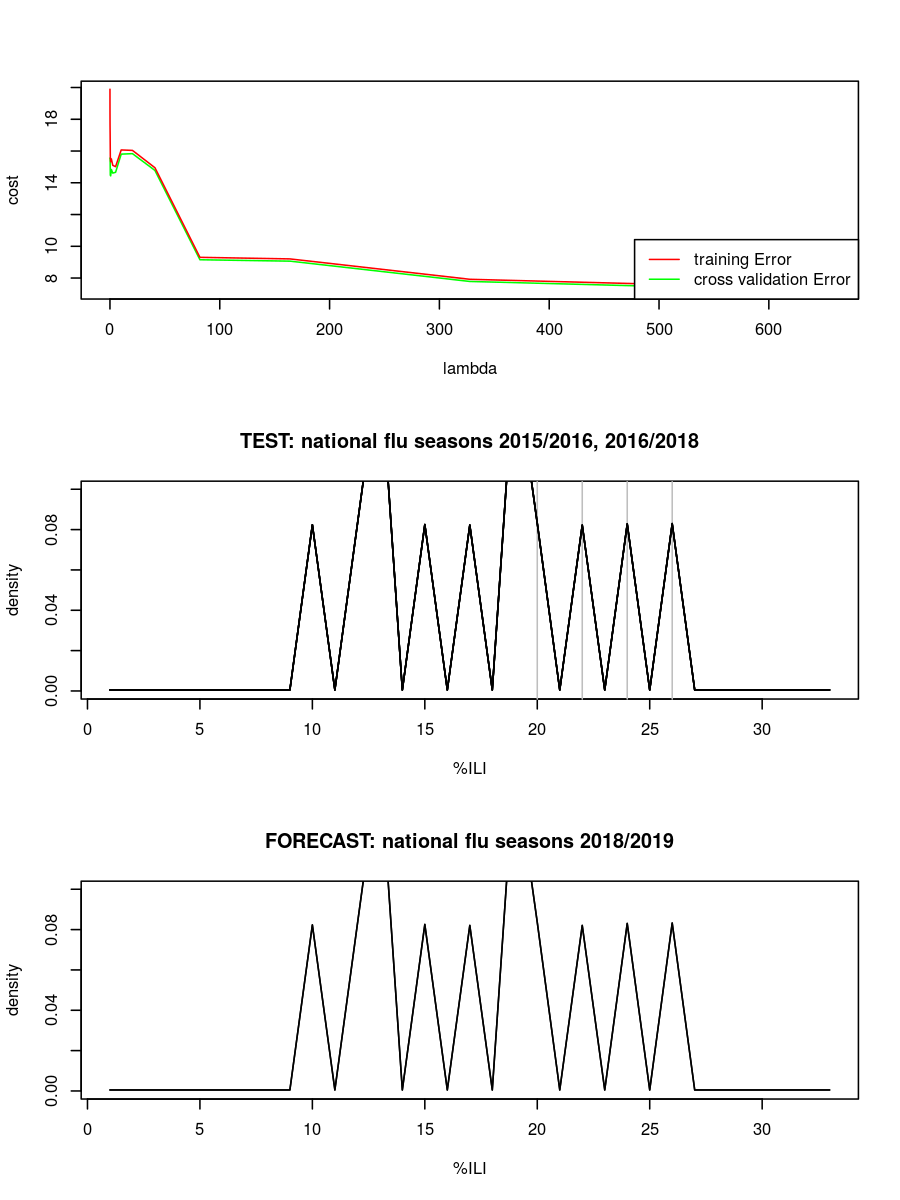 18
14
10
8
cost
training Error
cross validation Error
0 100 200 300 400 500 600
lambda
TEST: national flu seasons 2015/2016, 2016/2018
0.08
0.04
0.00
density
0 5 10 15 20 25 30
%ILI
FORECAST: national flu seasons 2018/2019
0.08
0.04
0.00
density
0 5 10 15 20 25 30
%ILI